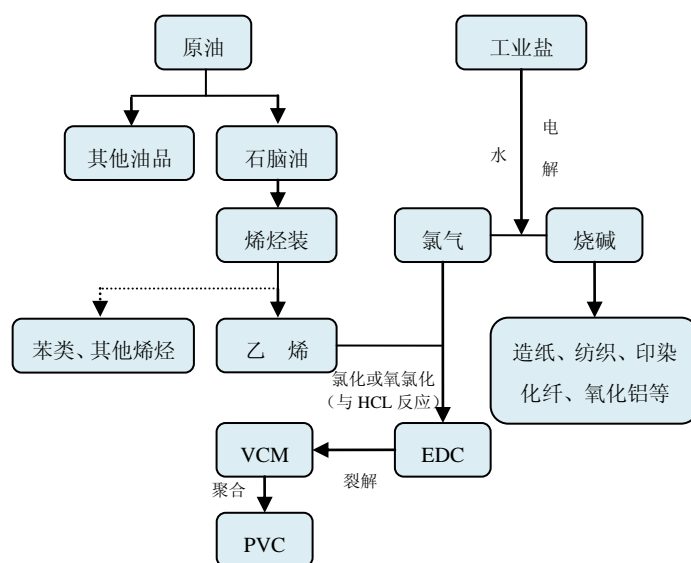 原油
工业盐
其他油品
石脑油
水
电
解
烯烃装
氯气
烧碱
苯类、其他烯烃
乙 烯
造纸、纺织、印染
化纤、氧化铝等
氯化或氧氯化
（与 HCL 反应）
VCM
EDC
聚合
裂解
PVC